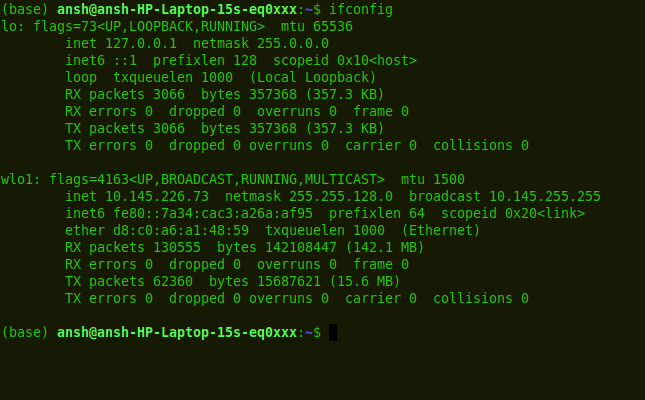 (base) ansh@ansh-HP-Laptop-15s-eq0xxx:~$ ifconfig
lo: flags=73<UP,LOOPBACK,RUNNING>  mtu 65536
        inet 127.0.0.1  netmask 255.0.0.0
        inet6 ::1  prefixlen 128  scopeid 0x10<host>
        loop  txqueuelen 1000  (Local Loopback)
        RX packets 3066  bytes 357368 (357.3 KB)
        RX errors 0  dropped 0  overruns 0  frame 0
        TX packets 3066  bytes 357368 (357.3 KB)
        TX errors 0  dropped 0 overruns 0  carrier 0  collisions 0

wlo1: flags=4163<UP,BROADCAST,RUNNING,MULTICAST>  mtu 1500
        inet 10.145.226.73  netmask 255.255.128.0  broadcast 10.145.255.255
        inet6 fe80::7a34:cac3:a26a:af95  prefixlen 64  scopeid 0x20<link>
        ether d8:c0:a6:a1:48:59  txqueuelen 1000  (Ethernet)
        RX packets 130555  bytes 142108447 (142.1 MB)
        RX errors 0  dropped 0  overruns 0  frame 0
        TX packets 62360  bytes 15687621 (15.6 MB)
        TX errors 0  dropped 0 overruns 0  carrier 0  collisions 0

(base) ansh@ansh-HP-Laptop-15s-eq0xxx:~$